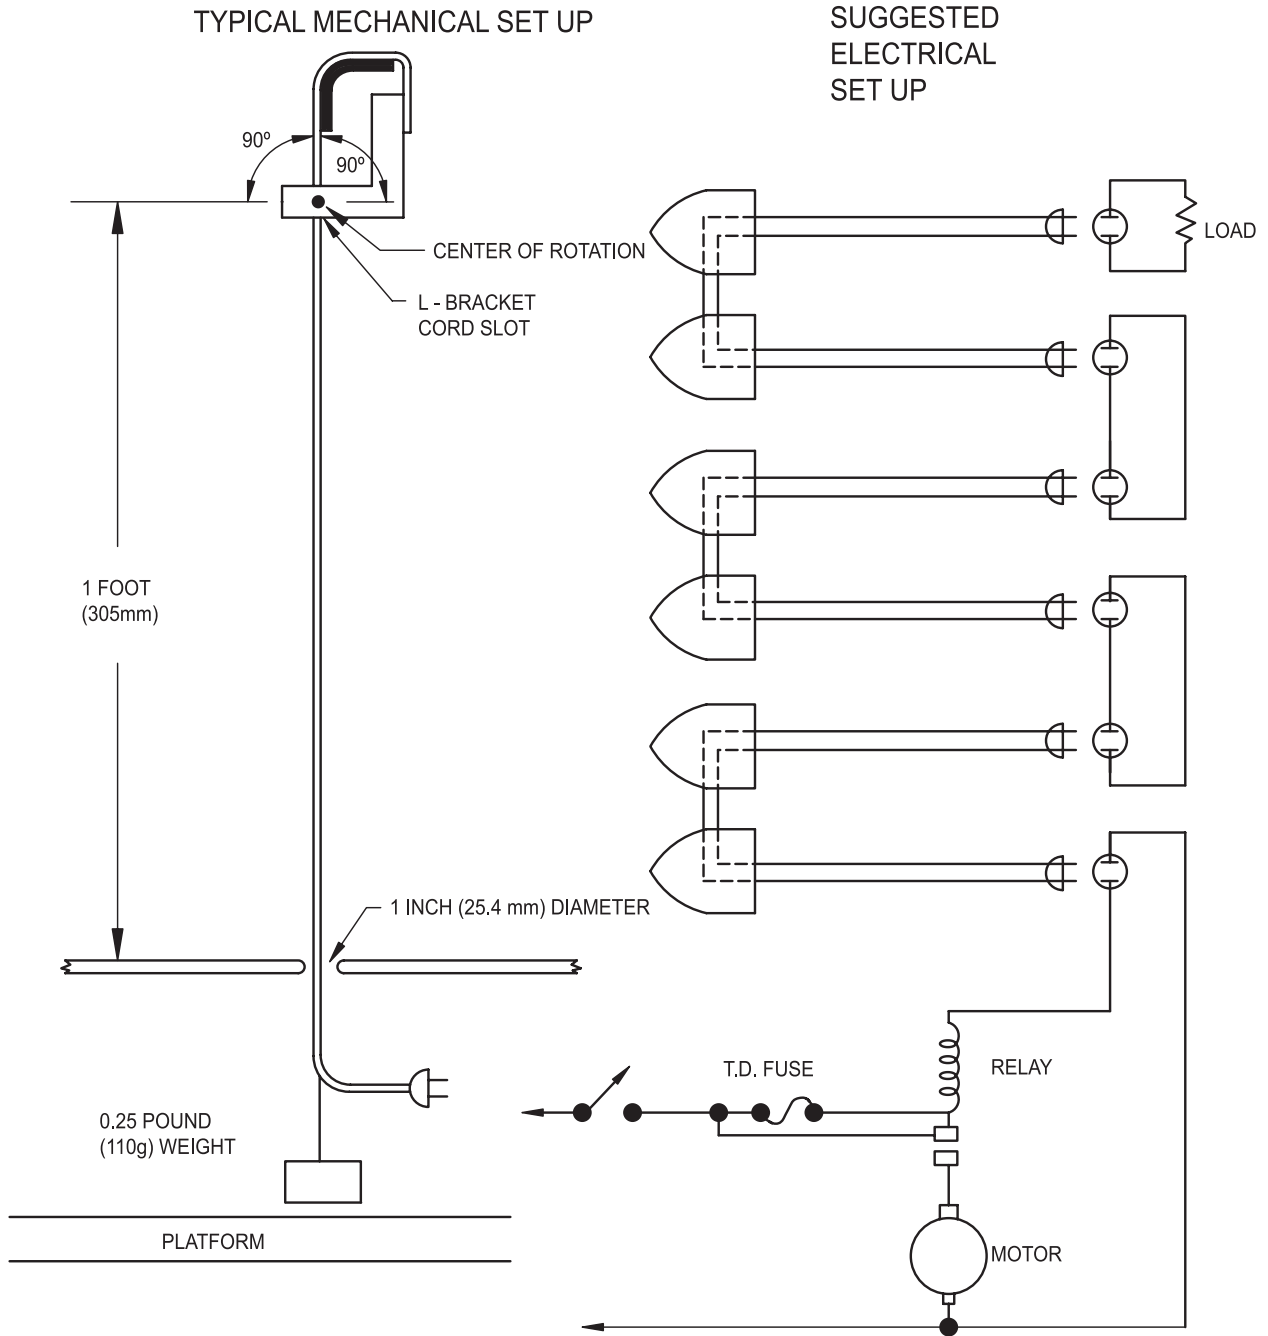 TYPICAL MECHANICAL SET UP
SUGGESTED
ELECTRICAL
SET UP
90º
90º
CENTER OF ROTATION
L - BRACKET
CORD SLOT
LOAD
1 FOOT
(305mm)
1 INCH (25.4 mm) DIAMETER
T.D. FUSE
RELAY
0.25 POUND
(110g) WEIGHT
PLATFORM
MOTOR